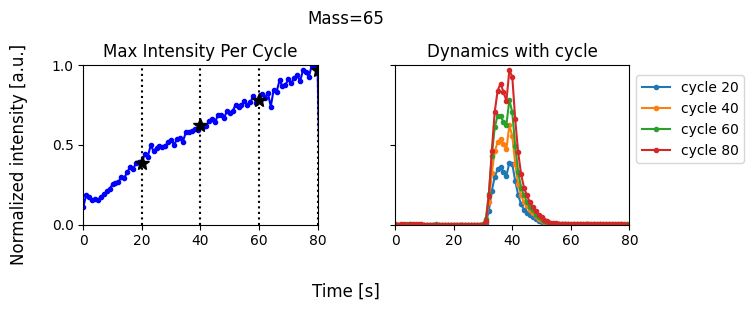 Mass=65
Max Intensity Per Cycle
Dynamics with cycle
Normalized intensity [a.u.]
1.0
0.5
0.0
0 20 40 60 80
0 20 40 60 80
cycle 20
cycle 40
cycle 60
cycle 80
Time [s]